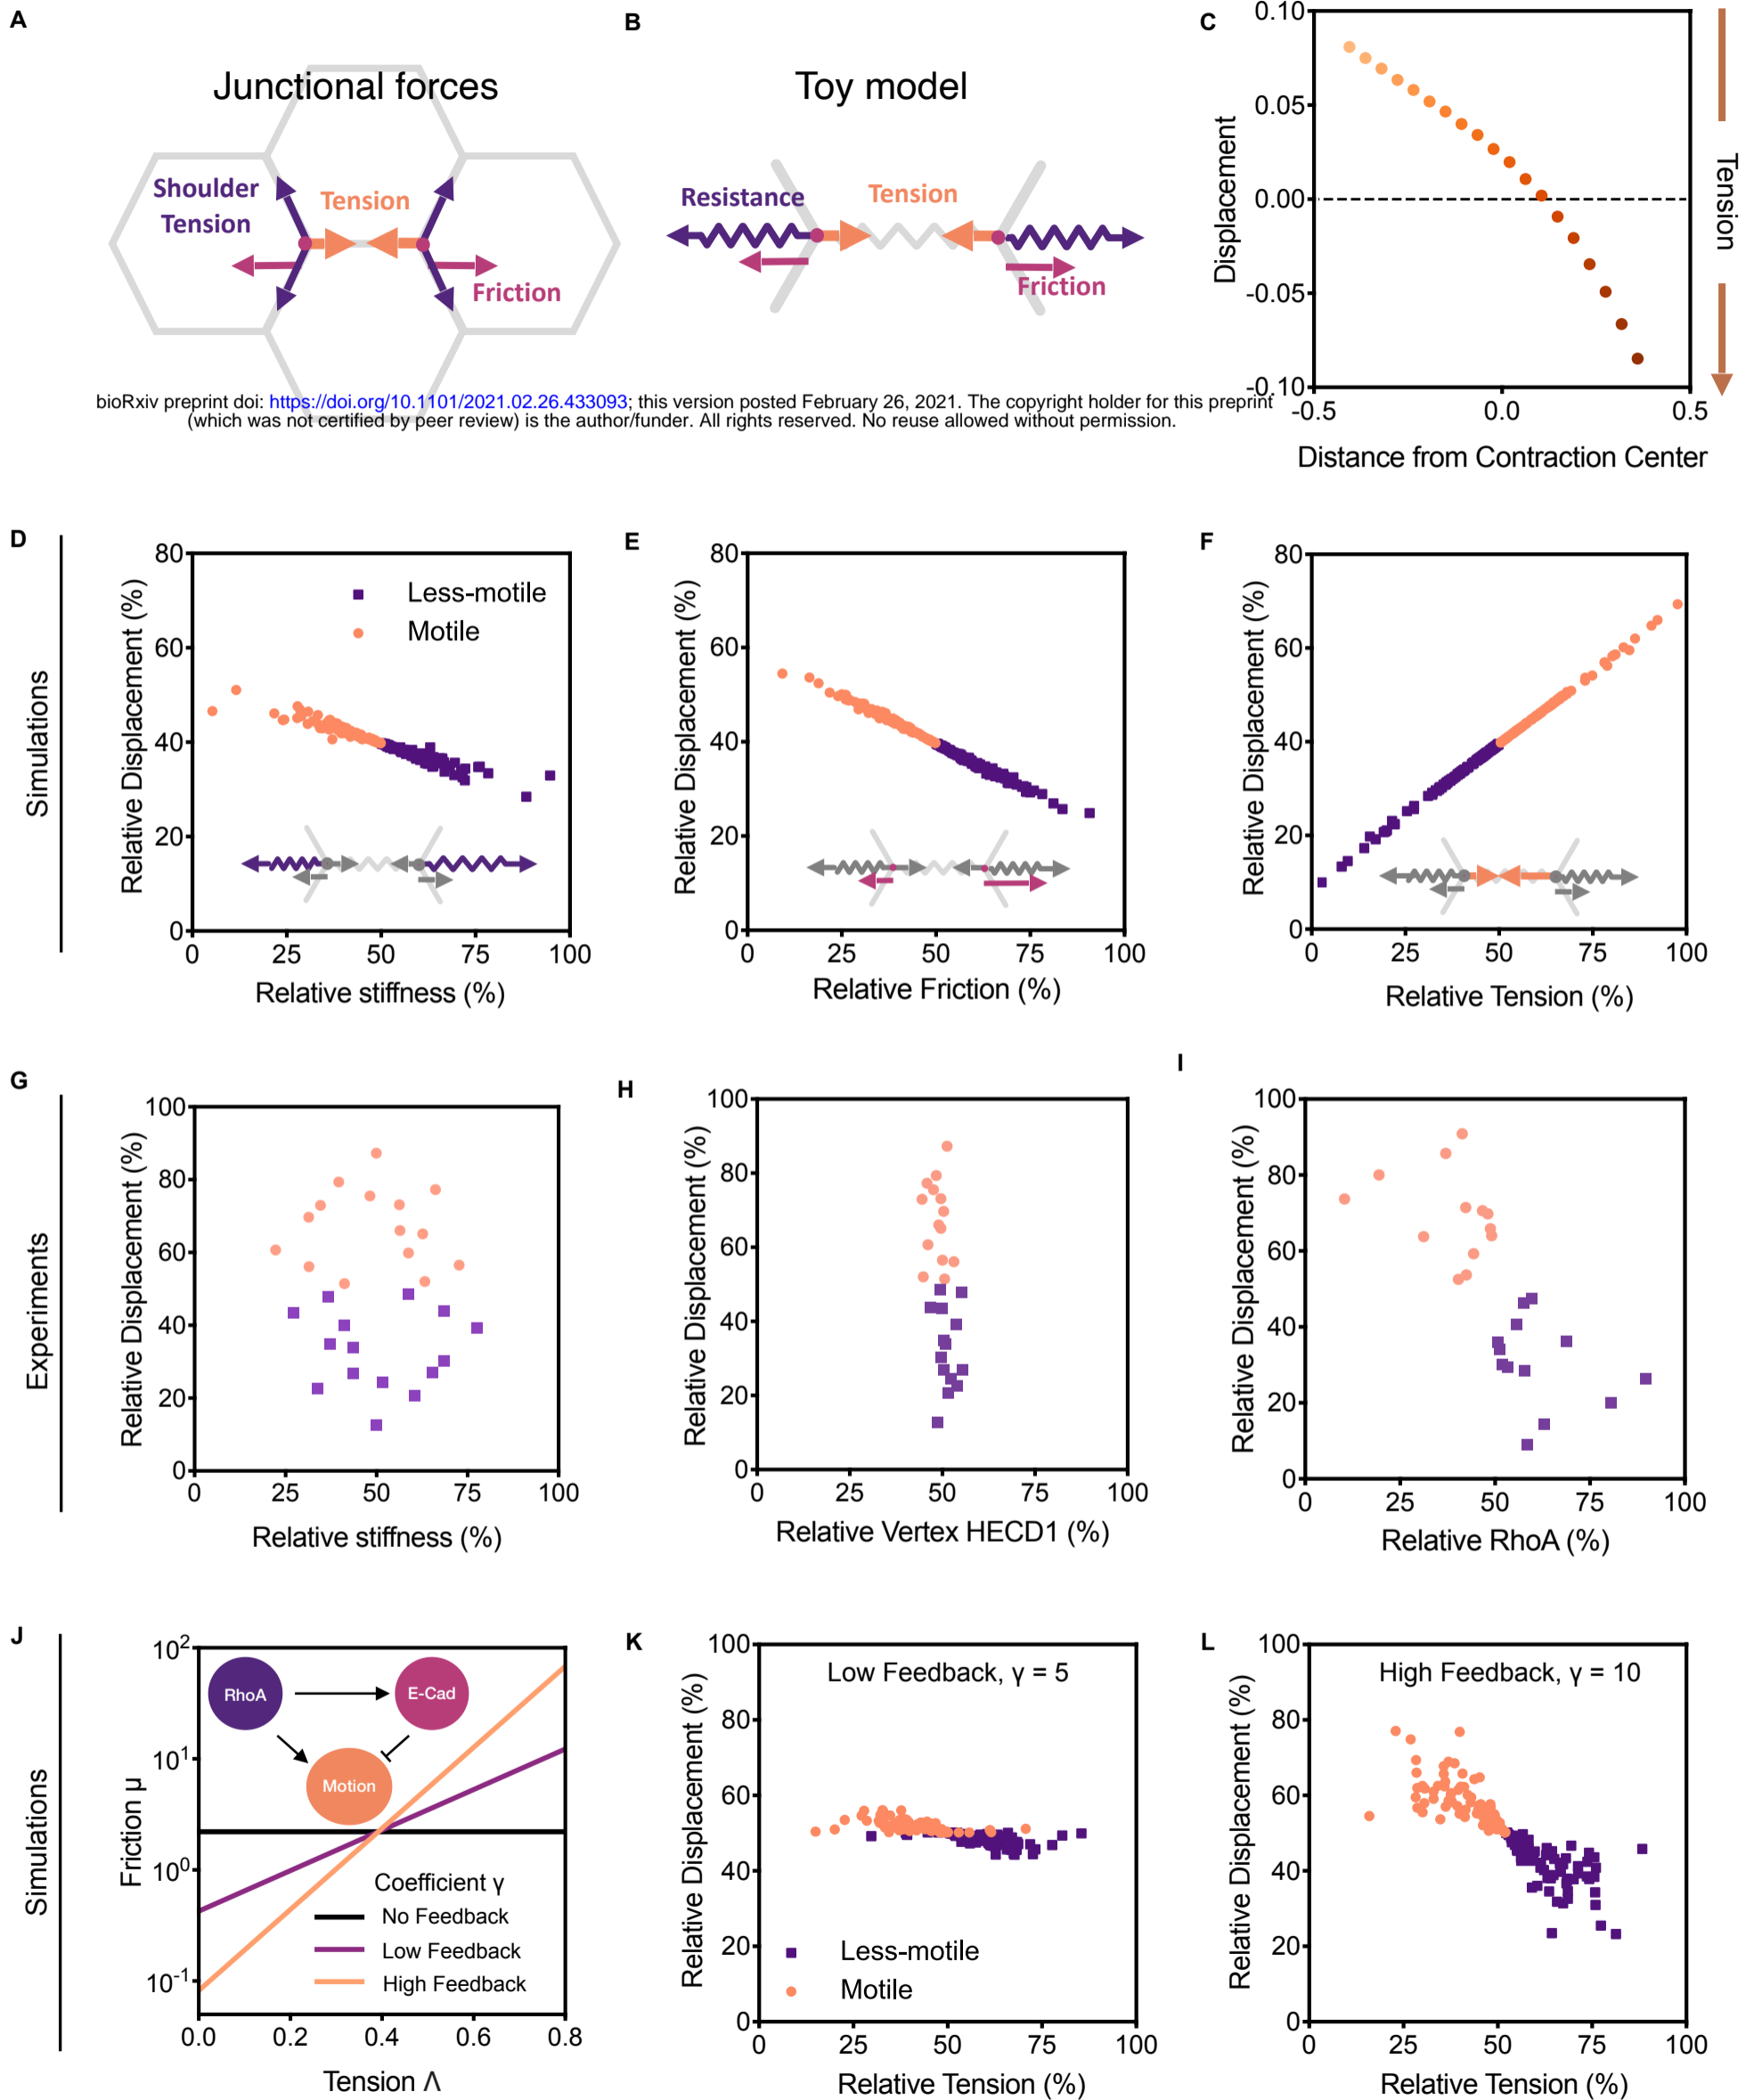 A
Junctional forces
Shoulder
Tension
Tension
Friction
B
Toy model
Resistance
Tension
Friction
C
0.10
0.05
0.00
-0.05
-0.10
Displacement
-0.5
0.0
0.5
Distance from Contraction Center
Tension
bioRxiv preprint doi: https://doi.org/10.1101/2021.02.26.433093; this version posted February 26, 2021. The copyright holder for this preprint
(which was not certified by peer review) is the author/funder. All rights reserved. No reuse allowed without permission.
Simulations
D
Relative Displacement (%)
80
60
40
20
0
Less-motile
Motile
0
25
50
75
100
Relative stiffness (%)
E
Relative Displacement (%)
80
60
40
20
0
0
25
50
75
100
Relative Friction (%)
F
Relative Displacement (%)
80
60
40
20
0
0
25
50
75
100
Relative Tension (%)
Experiments
G
Relative Displacement (%)
100
80
60
40
20
0
0
25
50
75
100
Relative stiffness (%)
H
Relative Displacement (%)
100
80
60
40
20
0
0
25
50
75
100
Relative Vertex HECD1 (%)
I
Relative Displacement (%)
100
80
60
40
20
0
0
25
50
75
100
Relative RhoA (%)
Simulations
J
Friction μ
10²
10¹
10⁰
10⁻¹
RhoA
E-Cad
Motion
Coefficient γ
No Feedback
Low Feedback
High Feedback
0.0
0.2
0.4
0.6
0.8
Tension Λ
K
Relative Displacement (%)
100
80
60
40
20
0
Low Feedback, γ = 5
Less-motile
Motile
0
25
50
75
100
Relative Tension (%)
L
Relative Displacement (%)
100
80
60
40
20
0
High Feedback, γ = 10
0
25
50
75
100
Relative Tension (%)